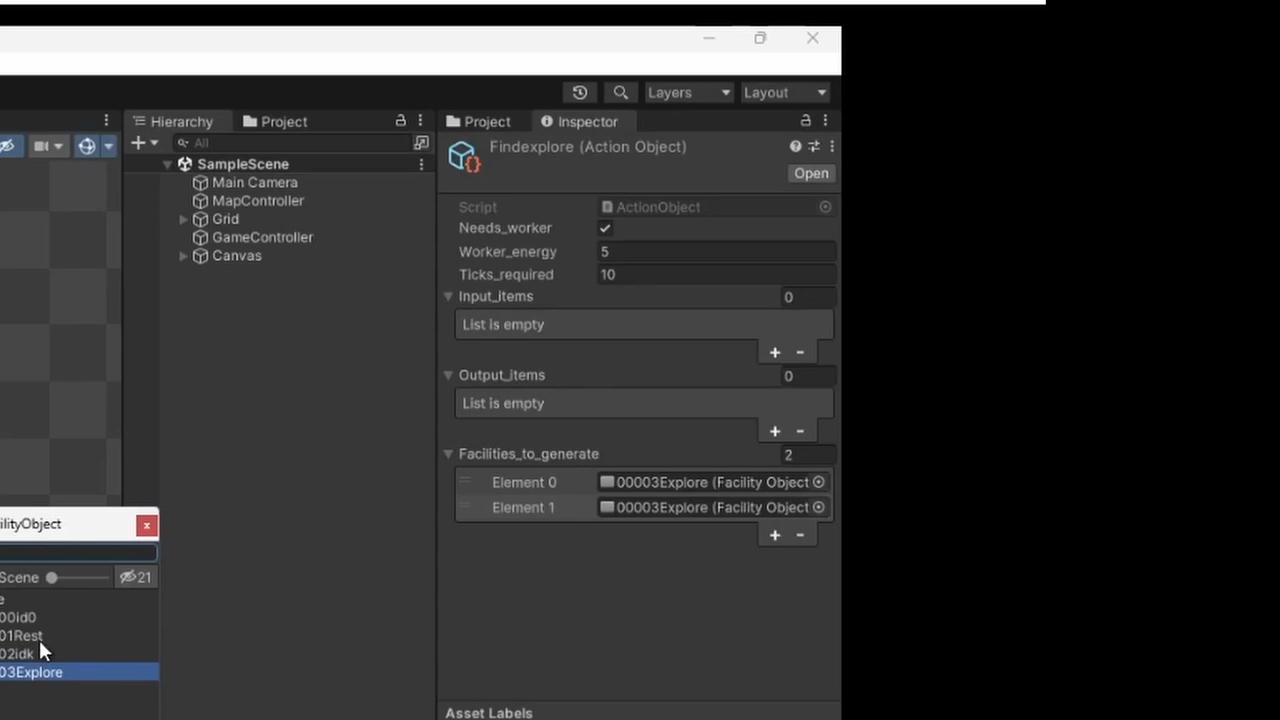 Layers
Layout
Hierarchy
Project
Project
Inspector
All
Findexplore (Action Object)
Open
SampleScene
Main Camera
MapController
Grid
GameController
Canvas
Script
ActionObject
Needs_worker
Worker_energy
5
Ticks_required
10
Input_items
0
List is empty
+ -
Output_items
0
List is empty
+ -
Facilities_to_generate
2
Element 0
00003Explore (Facility Object
Element 1
00003Explore (Facility Object
+ -
ilityObject
x
Scene
21
e
00id0
01Rest
02idk
03Explore
Asset Labels